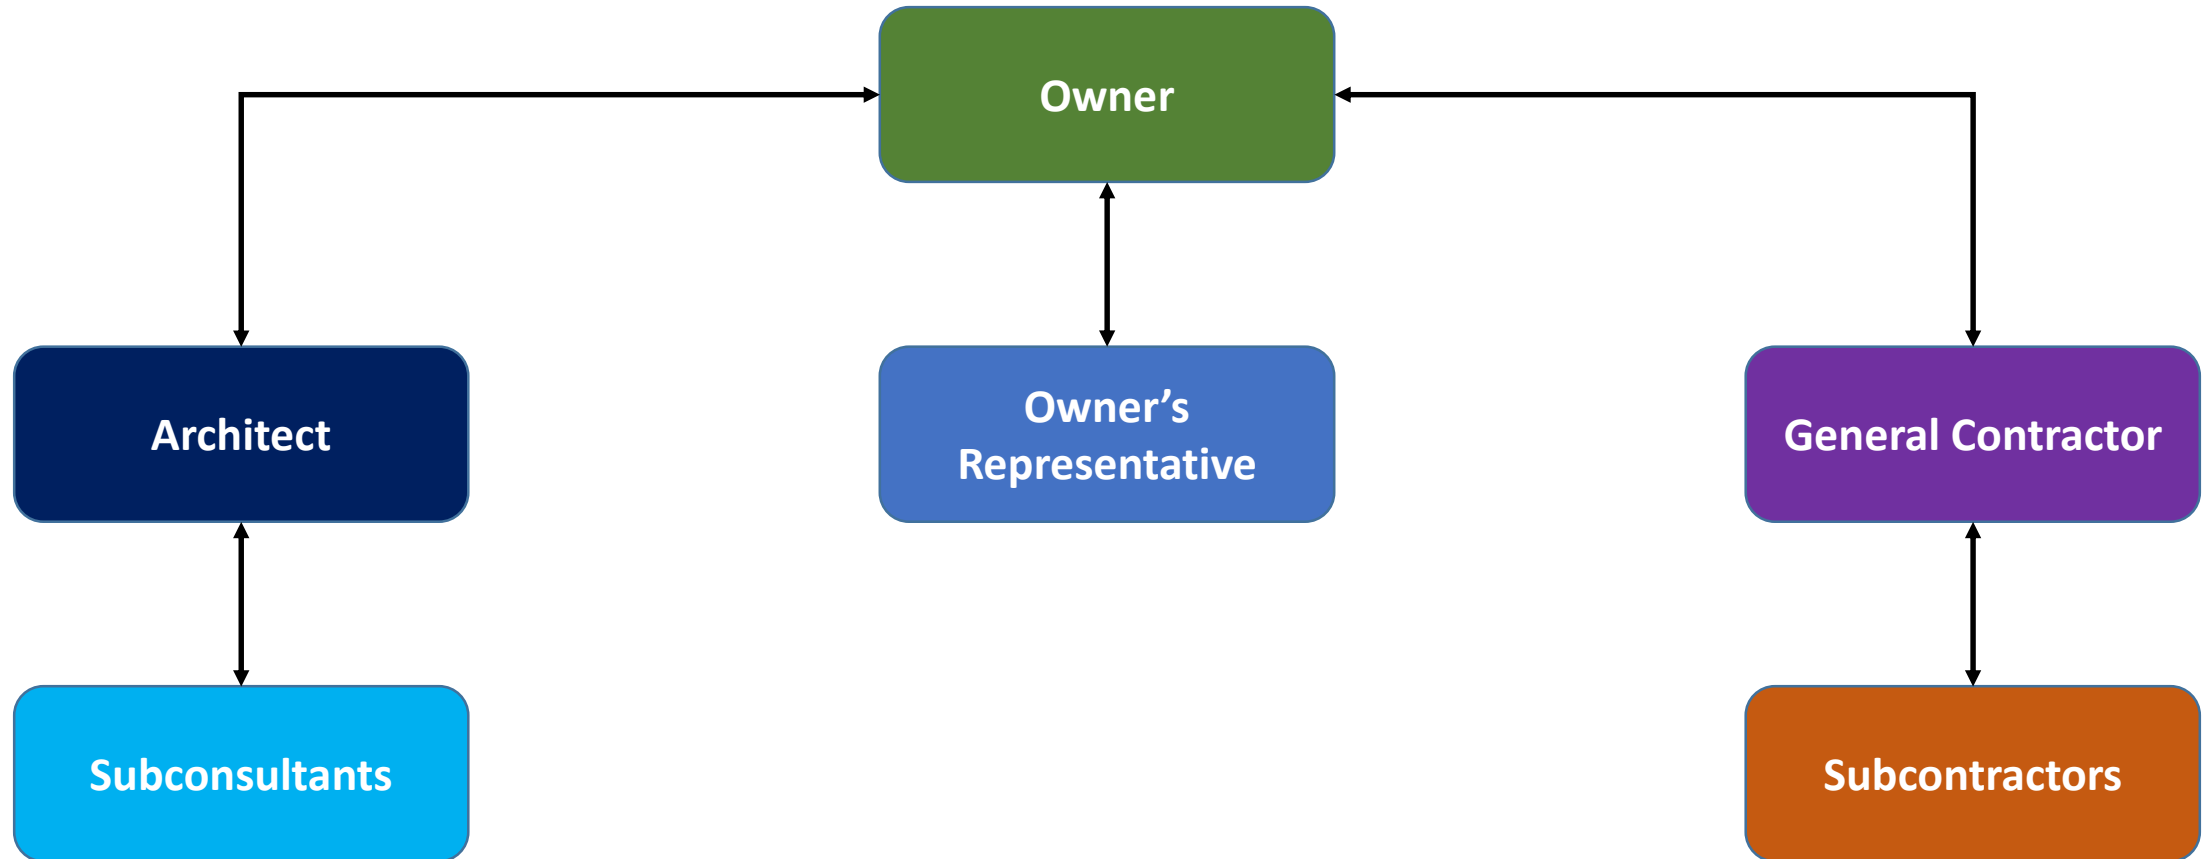 Owner
Architect
Owner’s
Representative
General Contractor
Subconsultants
Subcontractors